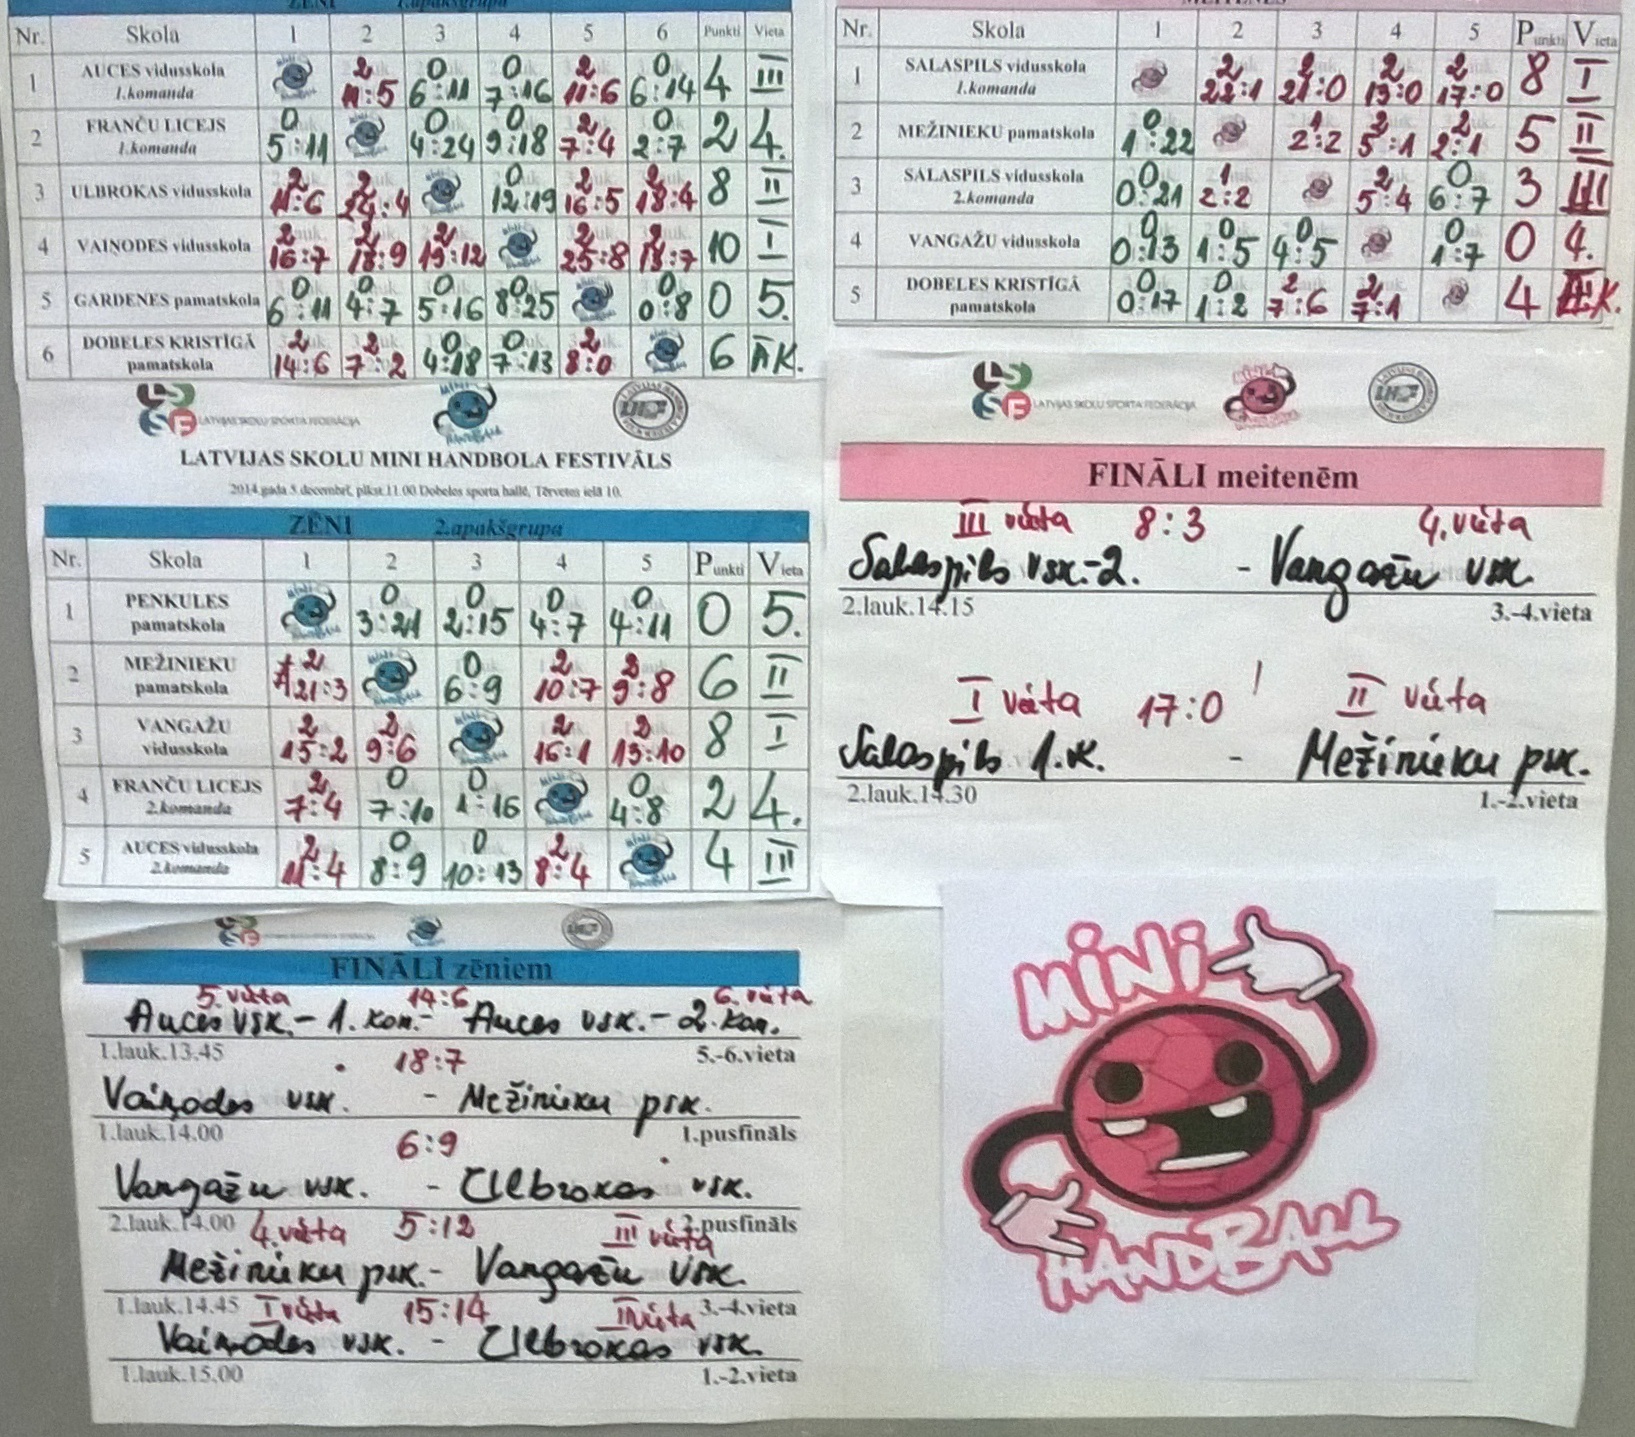 ZĒNI 1.apakšgrupa
Nr. Skola 1 2 3 4 5 6 Punkti Vieta
1 AUCES vidusskola 1.komanda 2 11:5 0 6:11 0 7:16 2 11:6 0 6:14 4 III
2 FRANČU LICEJS 1.komanda 0 5:11 0 4:24 0 9:18 2 7:4 0 2:7 2 4.
3 ULBROKAS vidusskola 2 11:6 2 24:4 0 12:19 2 16:5 2 18:4 8 II
4 VAIŅODES vidusskola 2 16:7 2 18:9 2 19:12 2 25:8 2 13:7 10 I
5 GARDENES pamatskola 0 6:11 0 4:7 0 5:16 0 8:25 0 0:8 0 5.
6 DOBELES KRISTĪGĀ pamatskola 2 14:6 2 7:2 0 4:18 0 7:13 2 8:0 6 ĀK.
LATVIJAS SKOLU SPORTA FEDERĀCIJA
LATVIJAS SKOLU MINI HANDBOLA FESTIVĀLS
2014.gada 5.decembrī, plkst.11.00 Dobeles sporta hallē, Tērvetes ielā 10.
ZĒNI 2.apakšgrupa
Nr. Skola 1 2 3 4 5 Punkti Vieta
1 PENKULES pamatskola 0 3:21 0 2:15 0 4:7 0 4:11 0 5.
2 MEŽINIEKU pamatskola 2 21:3 0 6:9 2 10:7 2 9:8 6 II
3 VANGAŽU vidusskola 2 15:2 2 9:6 2 16:1 2 13:10 8 I
4 FRANČU LICEJS 2.komanda 2 7:4 0 7:10 0 1:16 0 4:8 2 4.
5 AUCES vidusskola 2.komanda 2 11:4 0 8:9 0 10:13 2 8:4 4 III
FINĀLI zēniem
5. vieta 14:6 6. vieta
Auces vsk.- 1. kom.- Auces vsk.- 2. kom.
1.lauk.13.45 5.-6.vieta
18:7
Vaiņodes vsk. - Mežinieku psk.
1.lauk.14.00 1.pusfināls
6:9
Vangažu vsk. - Ulbrokas vsk.
2.lauk.14.00 2.pusfināls
4. vieta 5:12 III vieta
Mežinieku psk.- Vangažu vsk.
1.lauk.14.45 3.-4.vieta
I vieta 15:14 II vieta
Vaiņodes vsk. - Ulbrokas vsk.
1.lauk.15.00 1.-2.vieta
MEITENES
Nr. Skola 1 2 3 4 5 Punkti Vieta
1 SALASPILS vidusskola 1.komanda 2 22:1 2 21:0 2 13:0 2 17:0 8 I
2 MEŽINIEKU pamatskola 0 1:22 1 2:2 2 5:1 2 2:1 5 II
3 SALASPILS vidusskola 2.komanda 0 0:21 1 2:2 2 5:4 0 6:7 3 III
4 VANGAŽU vidusskola 0 0:13 0 1:5 0 4:5 0 1:7 0 4.
5 DOBELES KRISTĪGĀ pamatskola 0 0:17 0 1:2 2 7:6 2 7:1 4 K.
LATVIJAS SKOLU SPORTA FEDERĀCIJA
FINĀLI meitenēm
III vieta 8:3 4. vieta
Salaspils vsk.-2. - Vangažu vsk
2.lauk.14.15 3.-4.vieta
I vieta 17:0 II vieta
Salaspils 1.k. - Mežinieku psk.
2.lauk.14.30 1.-2.vieta
MINI
HANDBALL